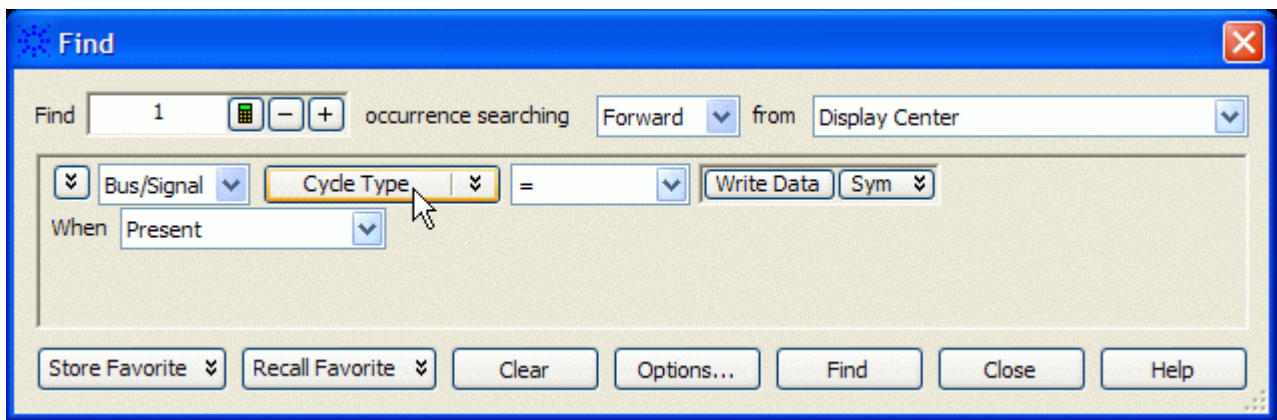 Find
Find 1 − + occurrence searching Forward from Display Center
Bus/Signal Cycle Type = Write Data Sym
When Present
Store Favorite Recall Favorite Clear Options... Find Close Help